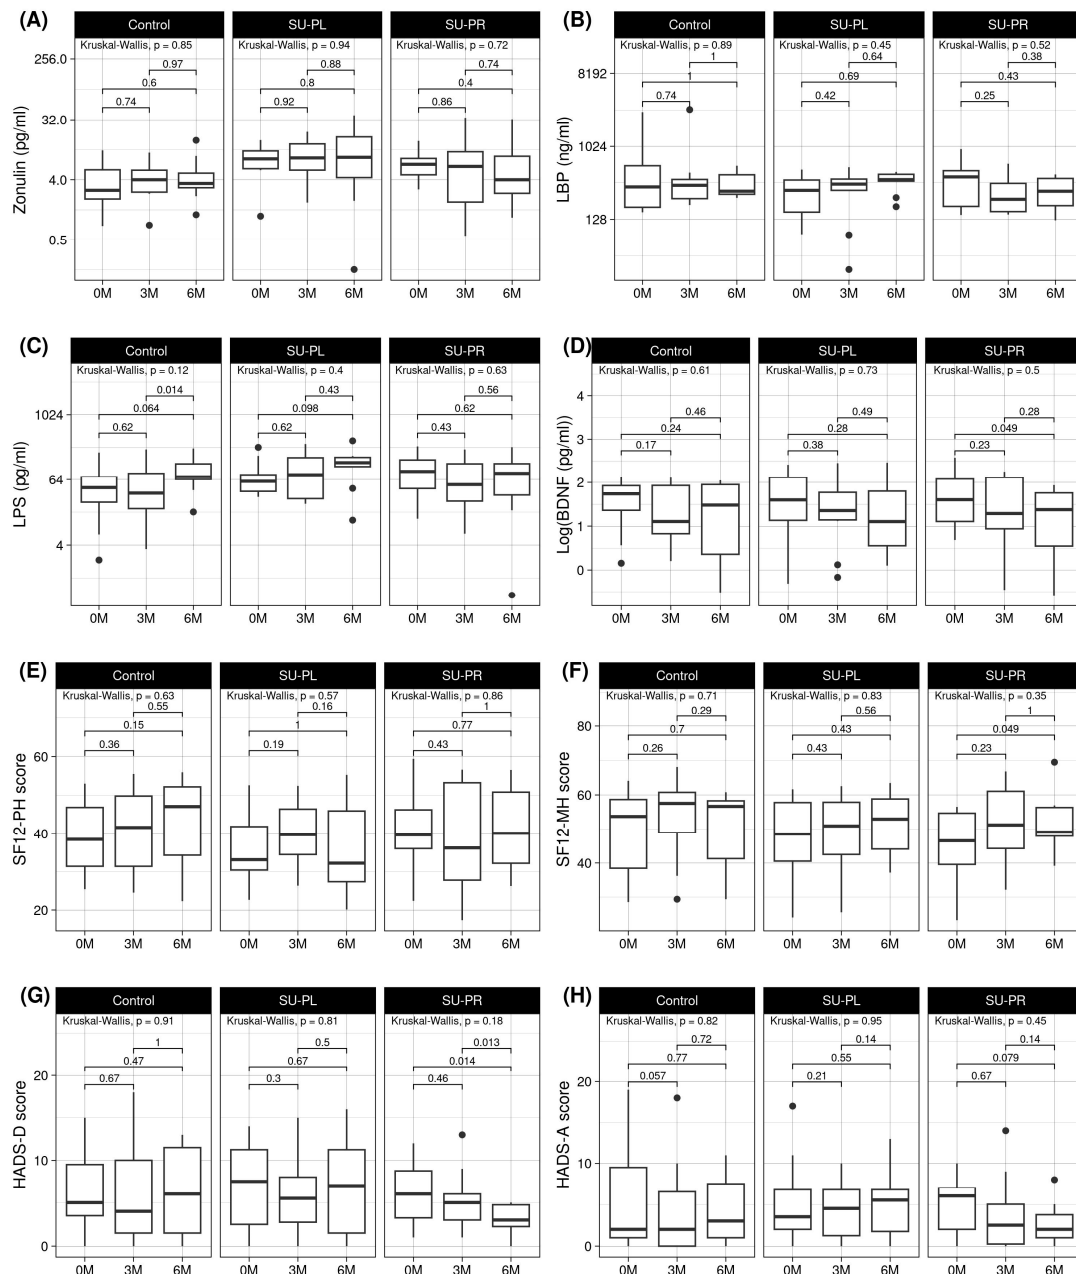 (A)
Control SU-PL SU-PR
Kruskal-Wallis, p = 0.85 Kruskal-Wallis, p = 0.94 Kruskal-Wallis, p = 0.72
256.0
0.97 0.88 0.74
0.6 0.8 0.4
0.74 0.92 0.86
32.0
4.0
0.5
Zonulin (pg/ml)
0M 3M 6M 0M 3M 6M 0M 3M 6M
(B)
Control SU-PL SU-PR
Kruskal-Wallis, p = 0.89 Kruskal-Wallis, p = 0.45 Kruskal-Wallis, p = 0.52
1 0.64 0.38
8192
1 0.69 0.43
0.74 0.42 0.25
1024
128
LBP (ng/ml)
0M 3M 6M 0M 3M 6M 0M 3M 6M
(C)
Control SU-PL SU-PR
Kruskal-Wallis, p = 0.12 Kruskal-Wallis, p = 0.4 Kruskal-Wallis, p = 0.63
0.014 0.43 0.56
1024
0.064 0.098 0.62
0.62 0.62 0.43
64
4
LPS (pg/ml)
0M 3M 6M 0M 3M 6M 0M 3M 6M
(D)
Control SU-PL SU-PR
Kruskal-Wallis, p = 0.61 Kruskal-Wallis, p = 0.73 Kruskal-Wallis, p = 0.5
4
0.46 0.49 0.28
0.24 0.28 0.049
3
0.17 0.38 0.23
2
1
0
Log(BDNF (pg/ml))
0M 3M 6M 0M 3M 6M 0M 3M 6M
(E)
Control SU-PL SU-PR
Kruskal-Wallis, p = 0.63 Kruskal-Wallis, p = 0.57 Kruskal-Wallis, p = 0.86
0.55 0.16 1
0.15 1 0.77
0.36 0.19 0.43
60
40
20
SF12-PH score
0M 3M 6M 0M 3M 6M 0M 3M 6M
(F)
Control SU-PL SU-PR
Kruskal-Wallis, p = 0.71 Kruskal-Wallis, p = 0.83 Kruskal-Wallis, p = 0.35
0.29 0.56 1
80
0.7 0.43 0.049
0.26 0.43 0.23
60
40
SF12-MH score
0M 3M 6M 0M 3M 6M 0M 3M 6M
(G)
Control SU-PL SU-PR
Kruskal-Wallis, p = 0.91 Kruskal-Wallis, p = 0.81 Kruskal-Wallis, p = 0.18
1 0.5 0.013
0.47 0.67 0.014
20
0.67 0.3 0.46
10
0
HADS-D score
0M 3M 6M 0M 3M 6M 0M 3M 6M
(H)
Control SU-PL SU-PR
Kruskal-Wallis, p = 0.82 Kruskal-Wallis, p = 0.95 Kruskal-Wallis, p = 0.45
0.72 0.14 0.14
0.77 0.55 0.079
20
0.057 0.21 0.67
10
0
HADS-A score
0M 3M 6M 0M 3M 6M 0M 3M 6M